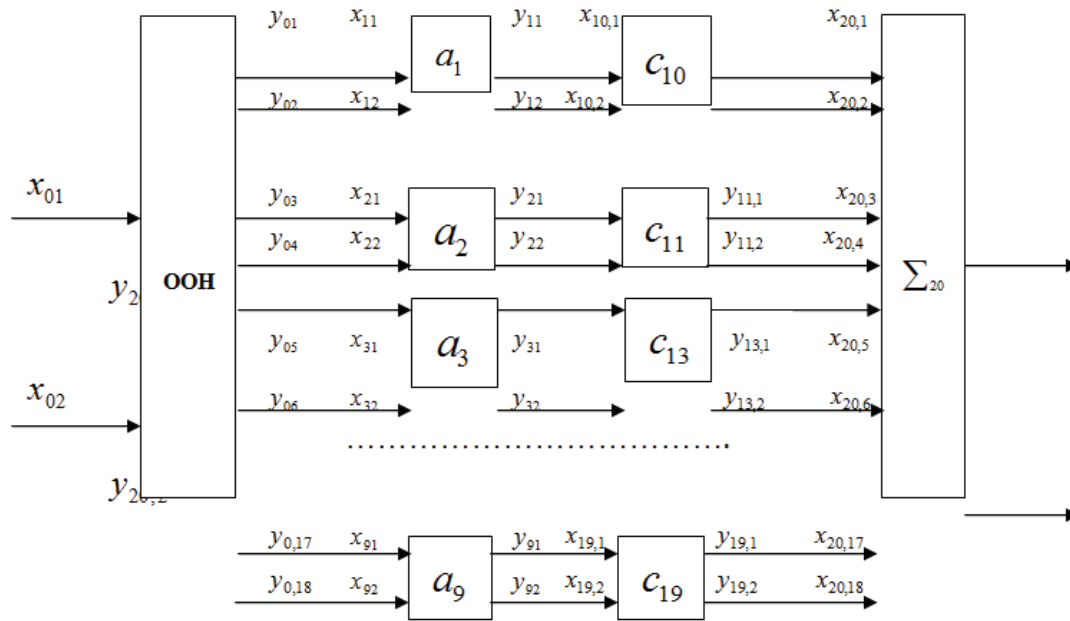 y01 x11 y11 x10,1 x20,1
a1 c10
y02 x12 y12 x10,2 x20,2
x01 y03 x21 y21 y11,1 x20,3
a2 c11
y04 x22 y22 y11,2 x20,4
OOH ∑20
y20
y05 x31 a3 y31 c13 y13,1 x20,5
x02 y06 x32 y32 y13,2 x20,6
……………………………….
y20,2
y0,17 x91 y91 x19,1 y19,1 x20,17
a9 c19
y0,18 x92 y92 x19,2 y19,2 x20,18